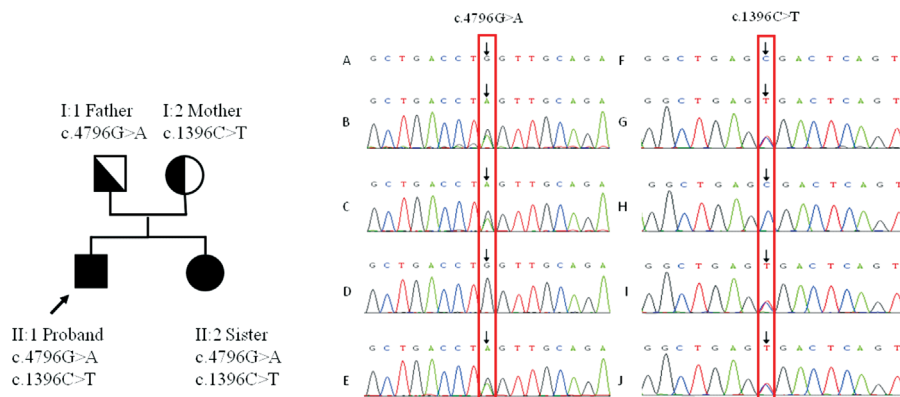 c.4796G>A
c.1396C>T
A G C T G A C C T G G T T G C A G A
F G G C T G A G C G A C T C A G T
I:1 Father I:2 Mother
c.4796G>A c.1396C>T
B G C T G A C C T A G T T G C A G A
G G G C T G A G T G A C T C A G T
C G C T G A C C T A G T T G C A G A
H G G C T G A G C G A C T C A G T
D G C T G A C C T G G T T G C A G A
I G G C T G A G T G A C T C A G T
II:1 Proband II:2 Sister
c.4796G>A c.4796G>A
c.1396C>T c.1396C>T
E G C T G A C C T A G T T G C A G A
J G G C T G A G T G A C T C A G T